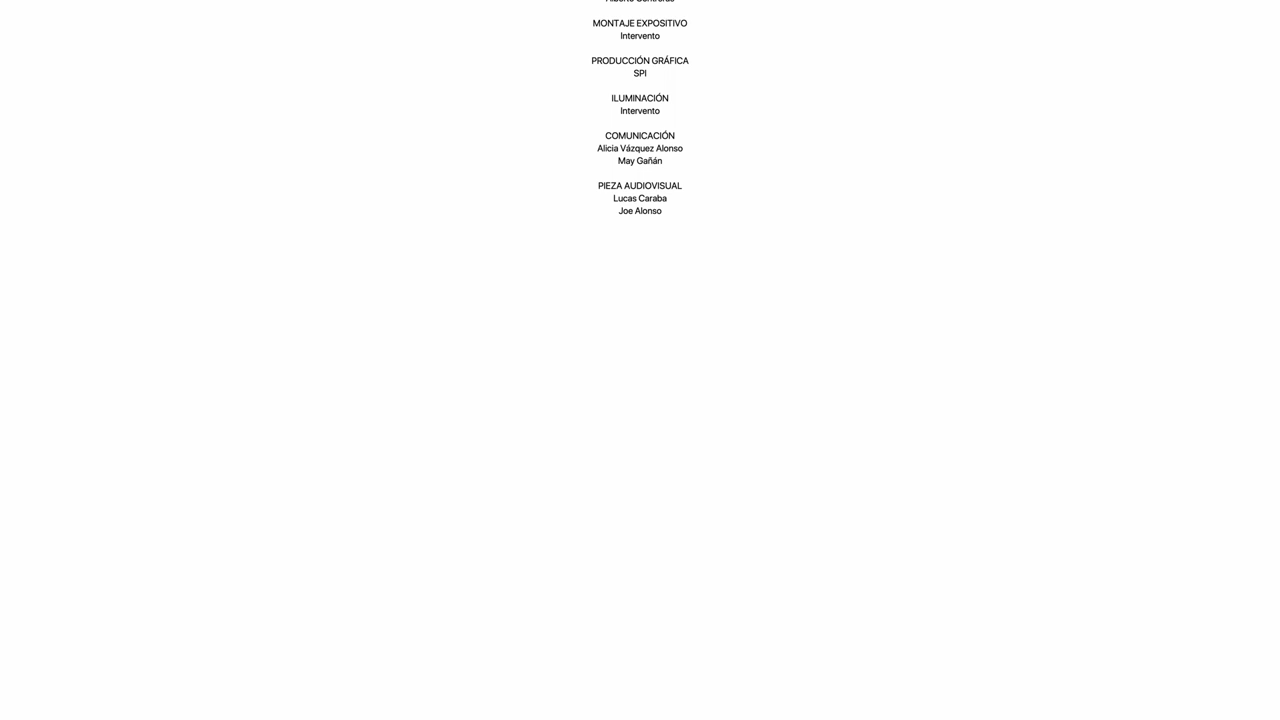 MONTAJE EXPOSITIVO
Intervento
PRODUCCIÓN GRÁFICA
SPI
ILUMINACIÓN
Intervento
COMUNICACIÓN
Alicia Vázquez Alonso
May Gañán
PIEZA AUDIOVISUAL
Lucas Caraba
Joe Alonso